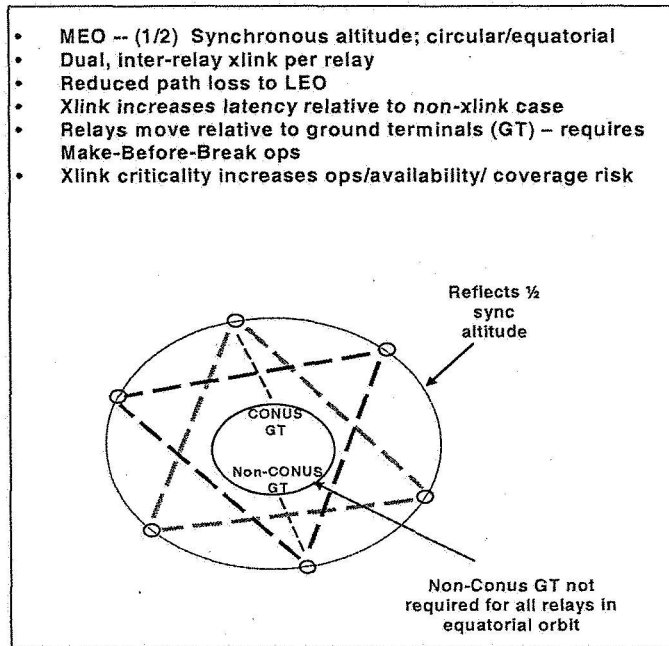 • MEO -- (1/2) Synchronous altitude; circular/equatorial
• Dual, inter-relay xlink per relay
• Reduced path loss to LEO
• Xlink increases latency relative to non-xlink case
• Relays move relative to ground terminals (GT) – requires
Make-Before-Break ops
• Xlink criticality increases ops/availability/ coverage risk
Reflects ½
sync
altitude
CONUS
GT
Non-CONUS
GT
Non-Conus GT not
required for all relays in
equatorial orbit